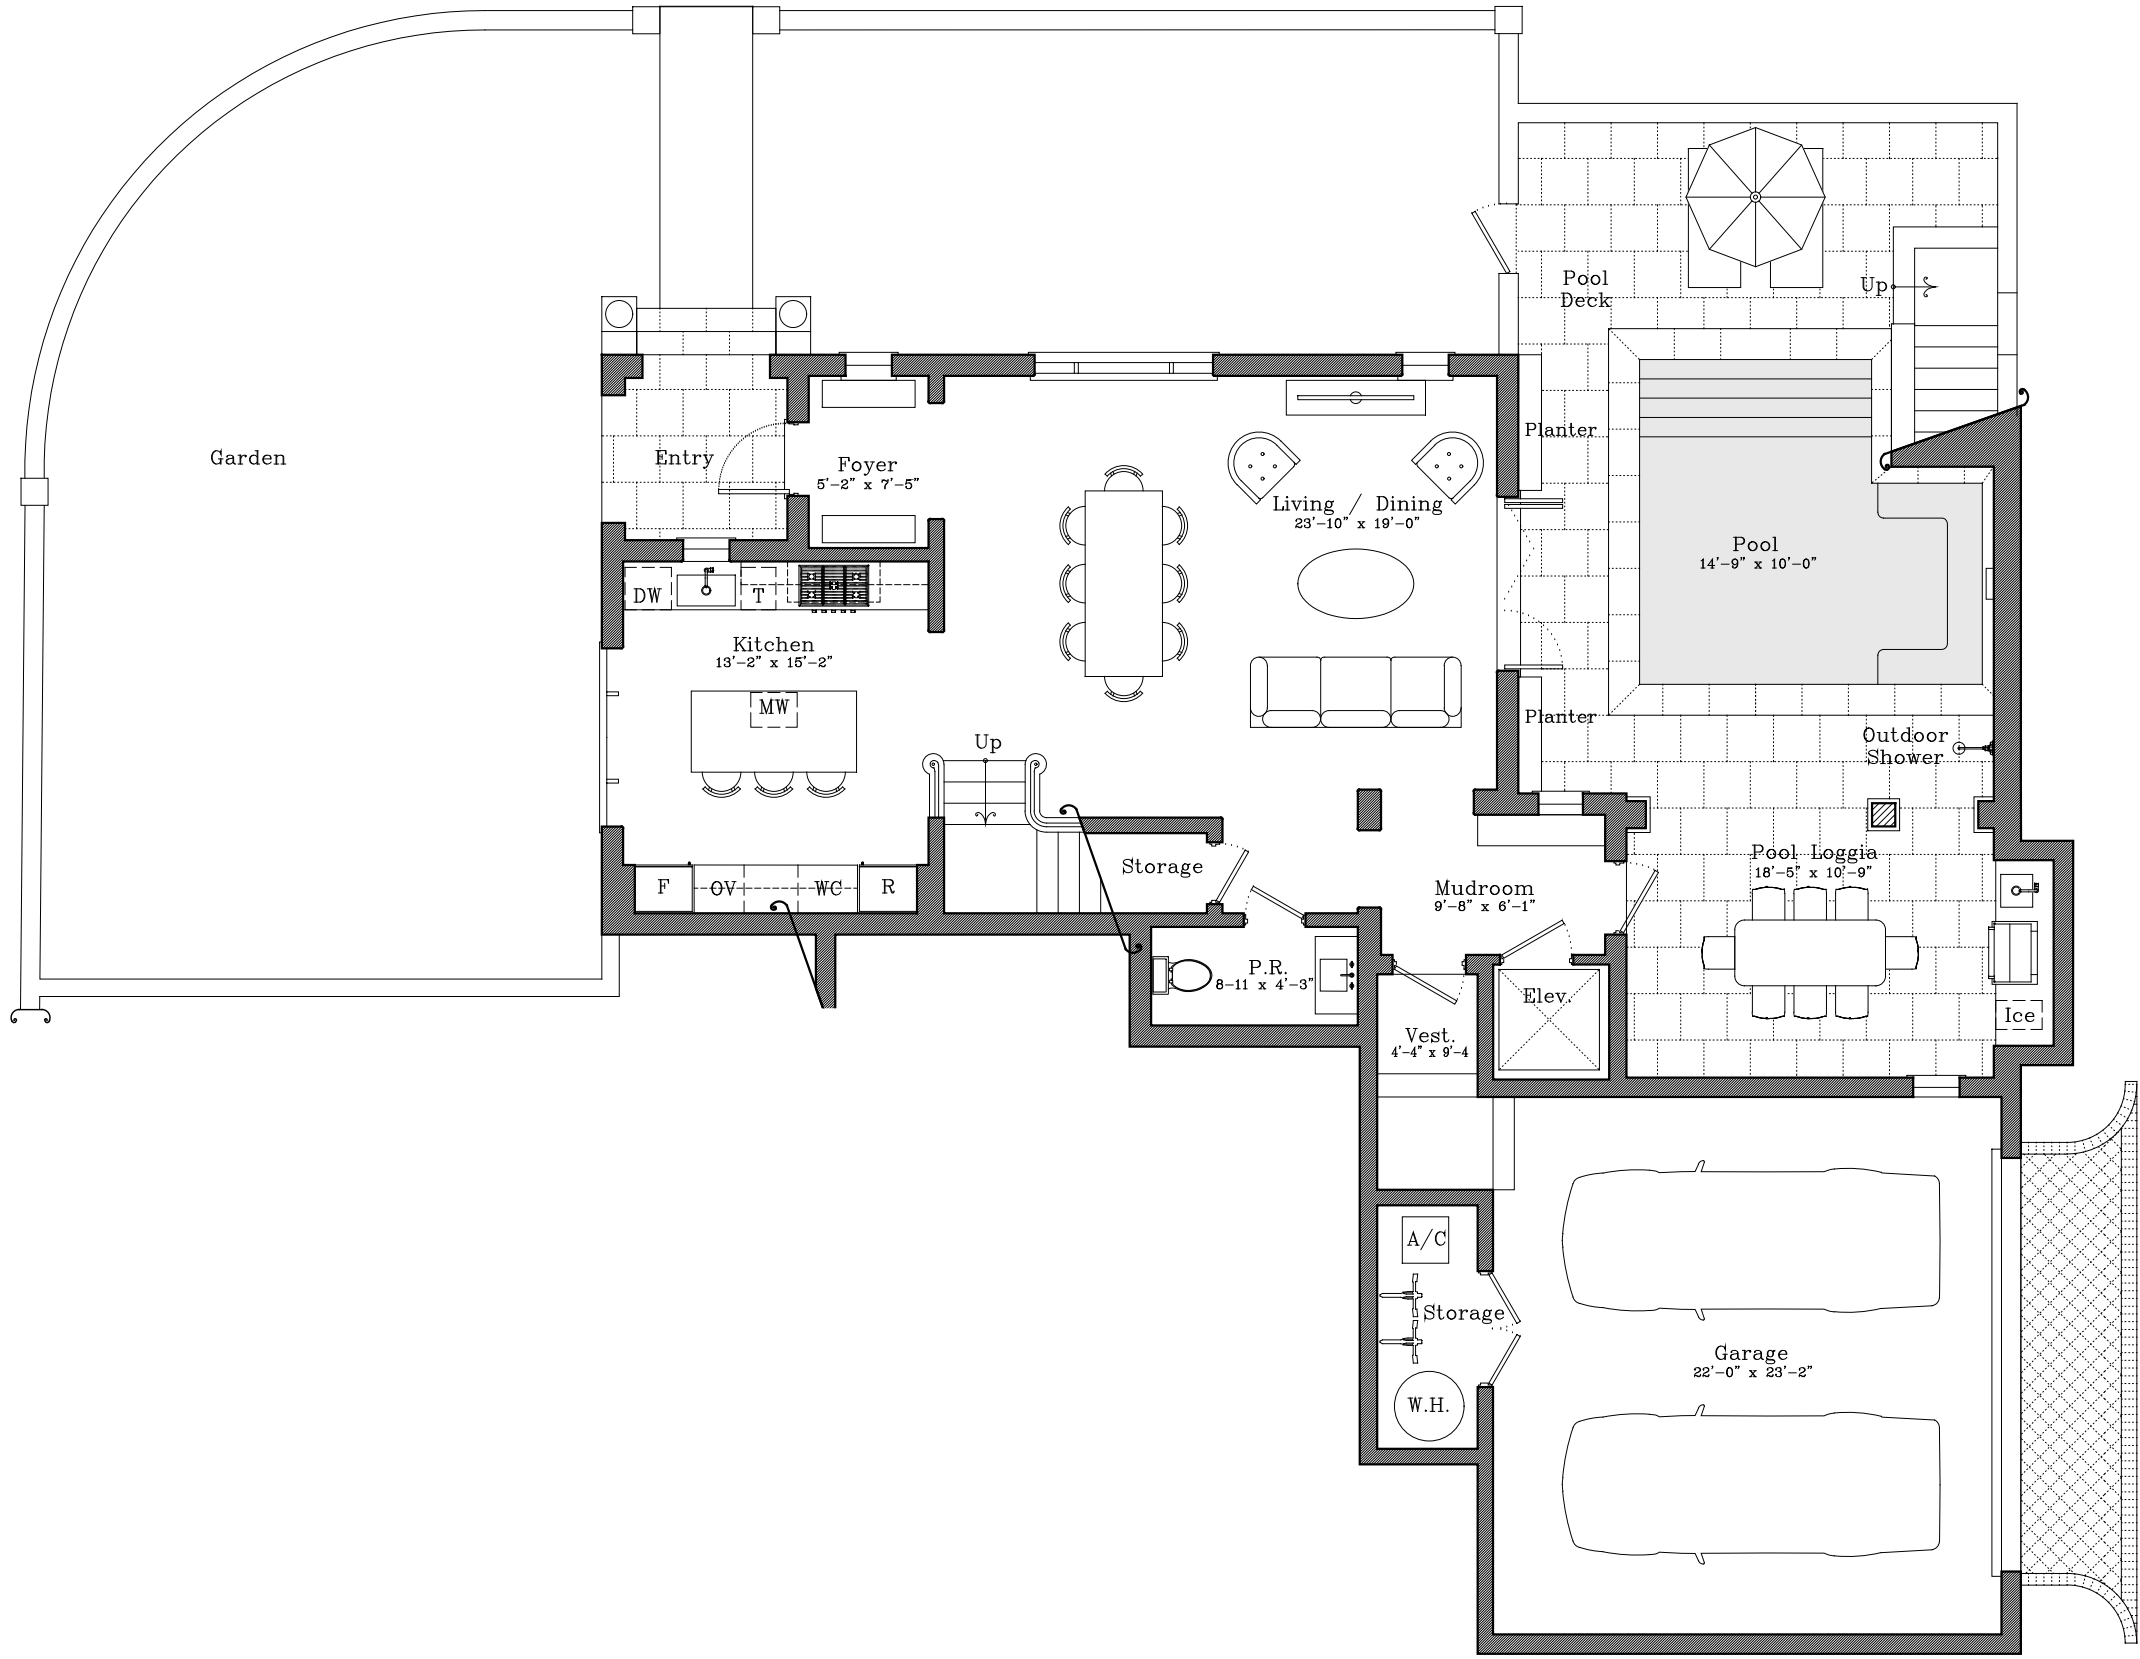 Pool
Deck
Up
Planter
Garden
Entry
Foyer
5'-2" x 7'-5"
Living / Dining
23'-10" x 19'-0"
Pool
14'-9" x 10'-0"
DW
T
Kitchen
13'-2" x 15'-2"
MW
Planter
Outdoor
Shower
Up
Storage
Pool Loggia
18'-5" x 10'-9"
F
OV
WC
R
Mudroom
9'-8" x 6'-1"
P.R.
8-11 x 4'-3"
Elev.
Ice
Vest.
4'-4" x 9'-4
A/C
Storage
Garage
22'-0" x 23'-2"
W.H.